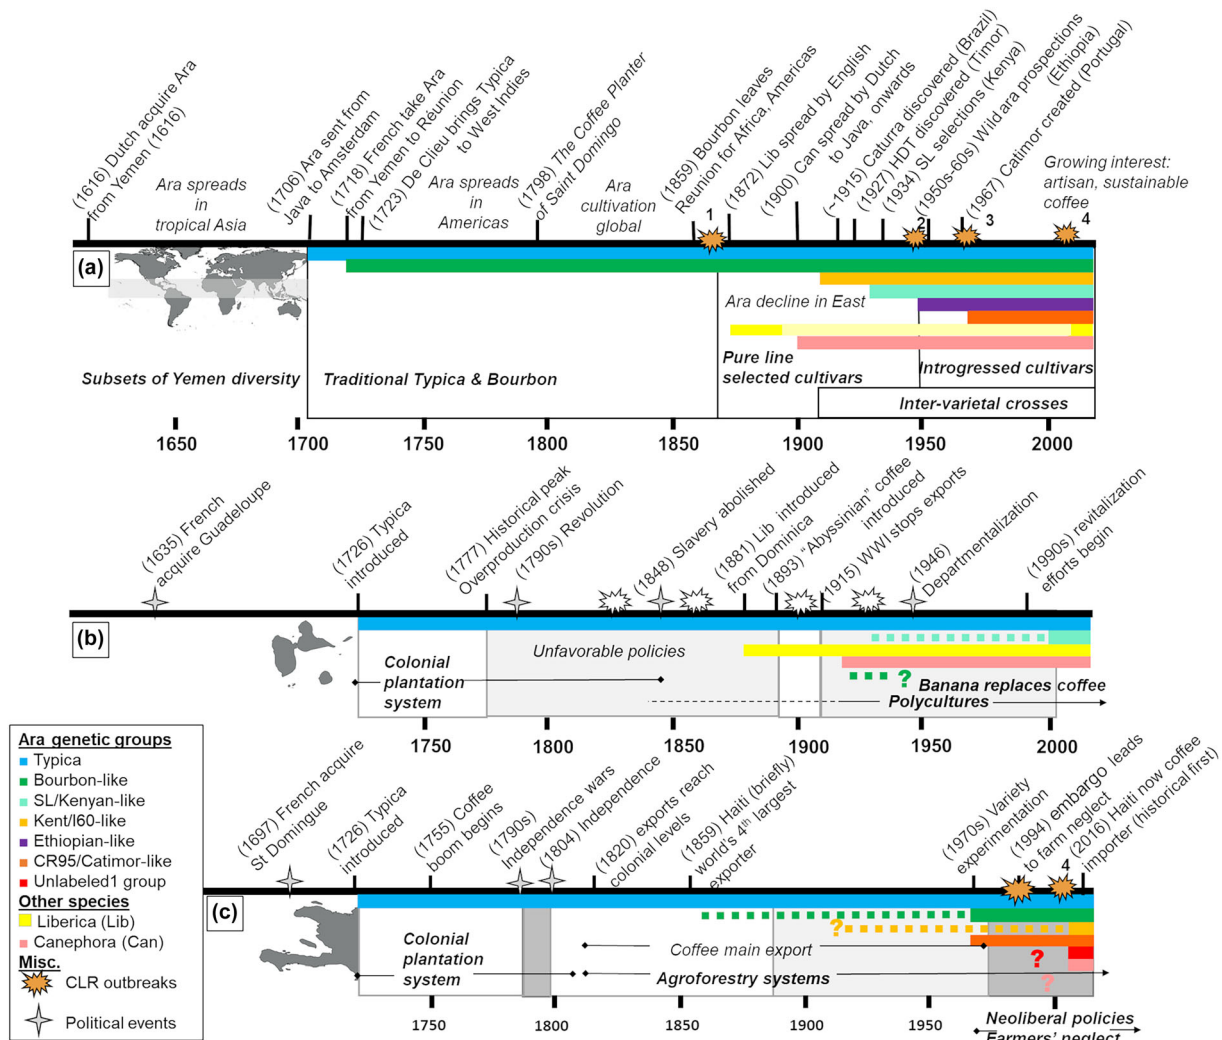 (1616) Dutch acquire Ara
from Yemen (1616)
Ara spreads
in
tropical Asia
(1706) Ara sent from
Java to Amsterdam
(1718) French take Ara
from Yemen to Réunion
(1723) De Clieu brings Typica
to West Indies
Ara spreads
in
Americas
(1798) The Coffee Planter
of Saint Domingo
Ara
cultivation
global
(1859) Bourbon leaves
Reunion for Africa, Americas
(1872) Lib spread by English
(1900) Can spread by Dutch
to Java, onwards
(~1915) Caturra discovered (Brazil)
(1927) HDT discovered (Timor)
(1934) SL selections (Kenya)
(1950s-60s) Wild ara prospections
(Ethiopia)
(1967) Catimor created (Portugal)
Growing interest:
artisan, sustainable
coffee
1
2
3
4
(a)
Ara decline in East
Subsets of Yemen diversity
Traditional Typica & Bourbon
Pure line
selected cultivars
Introgressed cultivars
Inter-varietal crosses
1650 1700 1750 1800 1850 1900 1950 2000
(1635) French
acquire Guadeloupe
(1726) Typica
introduced
(1777) Historical peak
Overproduction crisis
(1790s) Revolution
(1848) Slavery abolished
(1881) Lib introduced
from Dominica
(1893) "Abyssinian" coffee
introduced
(1915) WWI stops exports
(1946)
Departmentalization
(1990s) revitalization
efforts begin
(b)
Colonial
plantation
system
Unfavorable policies
?
Banana replaces coffee
Polycultures
1750 1800 1850 1900 1950 2000
Ara genetic groups
Typica
Bourbon-like
SL/Kenyan-like
Kent/I60-like
Ethiopian-like
CR95/Catimor-like
Unlabeled1 group
Other species
Liberica (Lib)
Canephora (Can)
Misc.
CLR outbreaks
Political events
(1697) French acquire
St Domingue
(1726) Typica
introduced
(1755) Coffee
boom begins
(1790s)
Independence wars
(1804) Independence
(1820) exports reach
colonial levels
(1859) Haiti (briefly)
world's 4th largest
exporter
(1970s) Variety
experimentation
(1994) embargo leads
to farm neglect
(2016) Haiti now coffee
importer (historical first)
4
(c)
Colonial
plantation
system
?
Coffee main export
?
Agroforestry systems
?
1750 1800 1850 1900 1950 2000
Neoliberal policies
Farmers' neglect